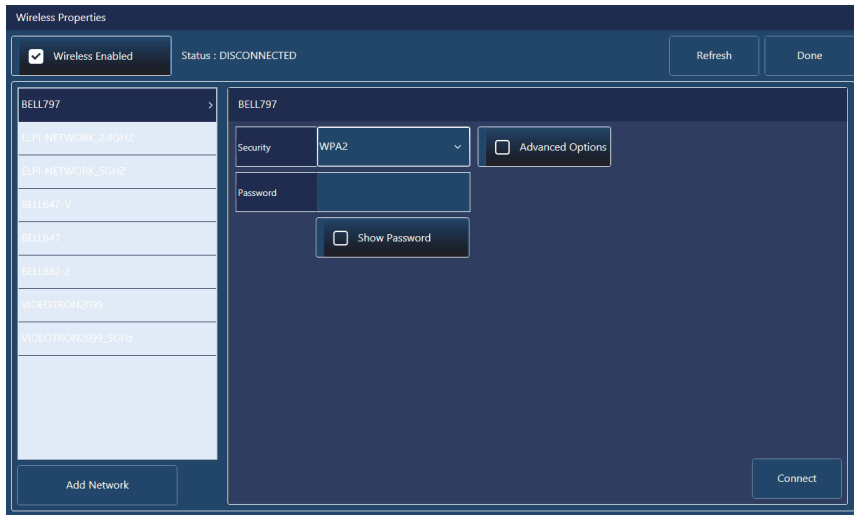 Wireless Properties
Wireless Enabled
Status : DISCONNECTED
Refresh
Done
BELL797
ELPI-NETWORK_2.4GHZ
ELPI-NETWORK_5GHZ
BELL647-V
BELL647
BELL882-2
VIDEOTRON2099
VIDEOTRON2099_5GHz
Add Network
BELL797
Security
WPA2
Advanced Options
Password
Show Password
Connect